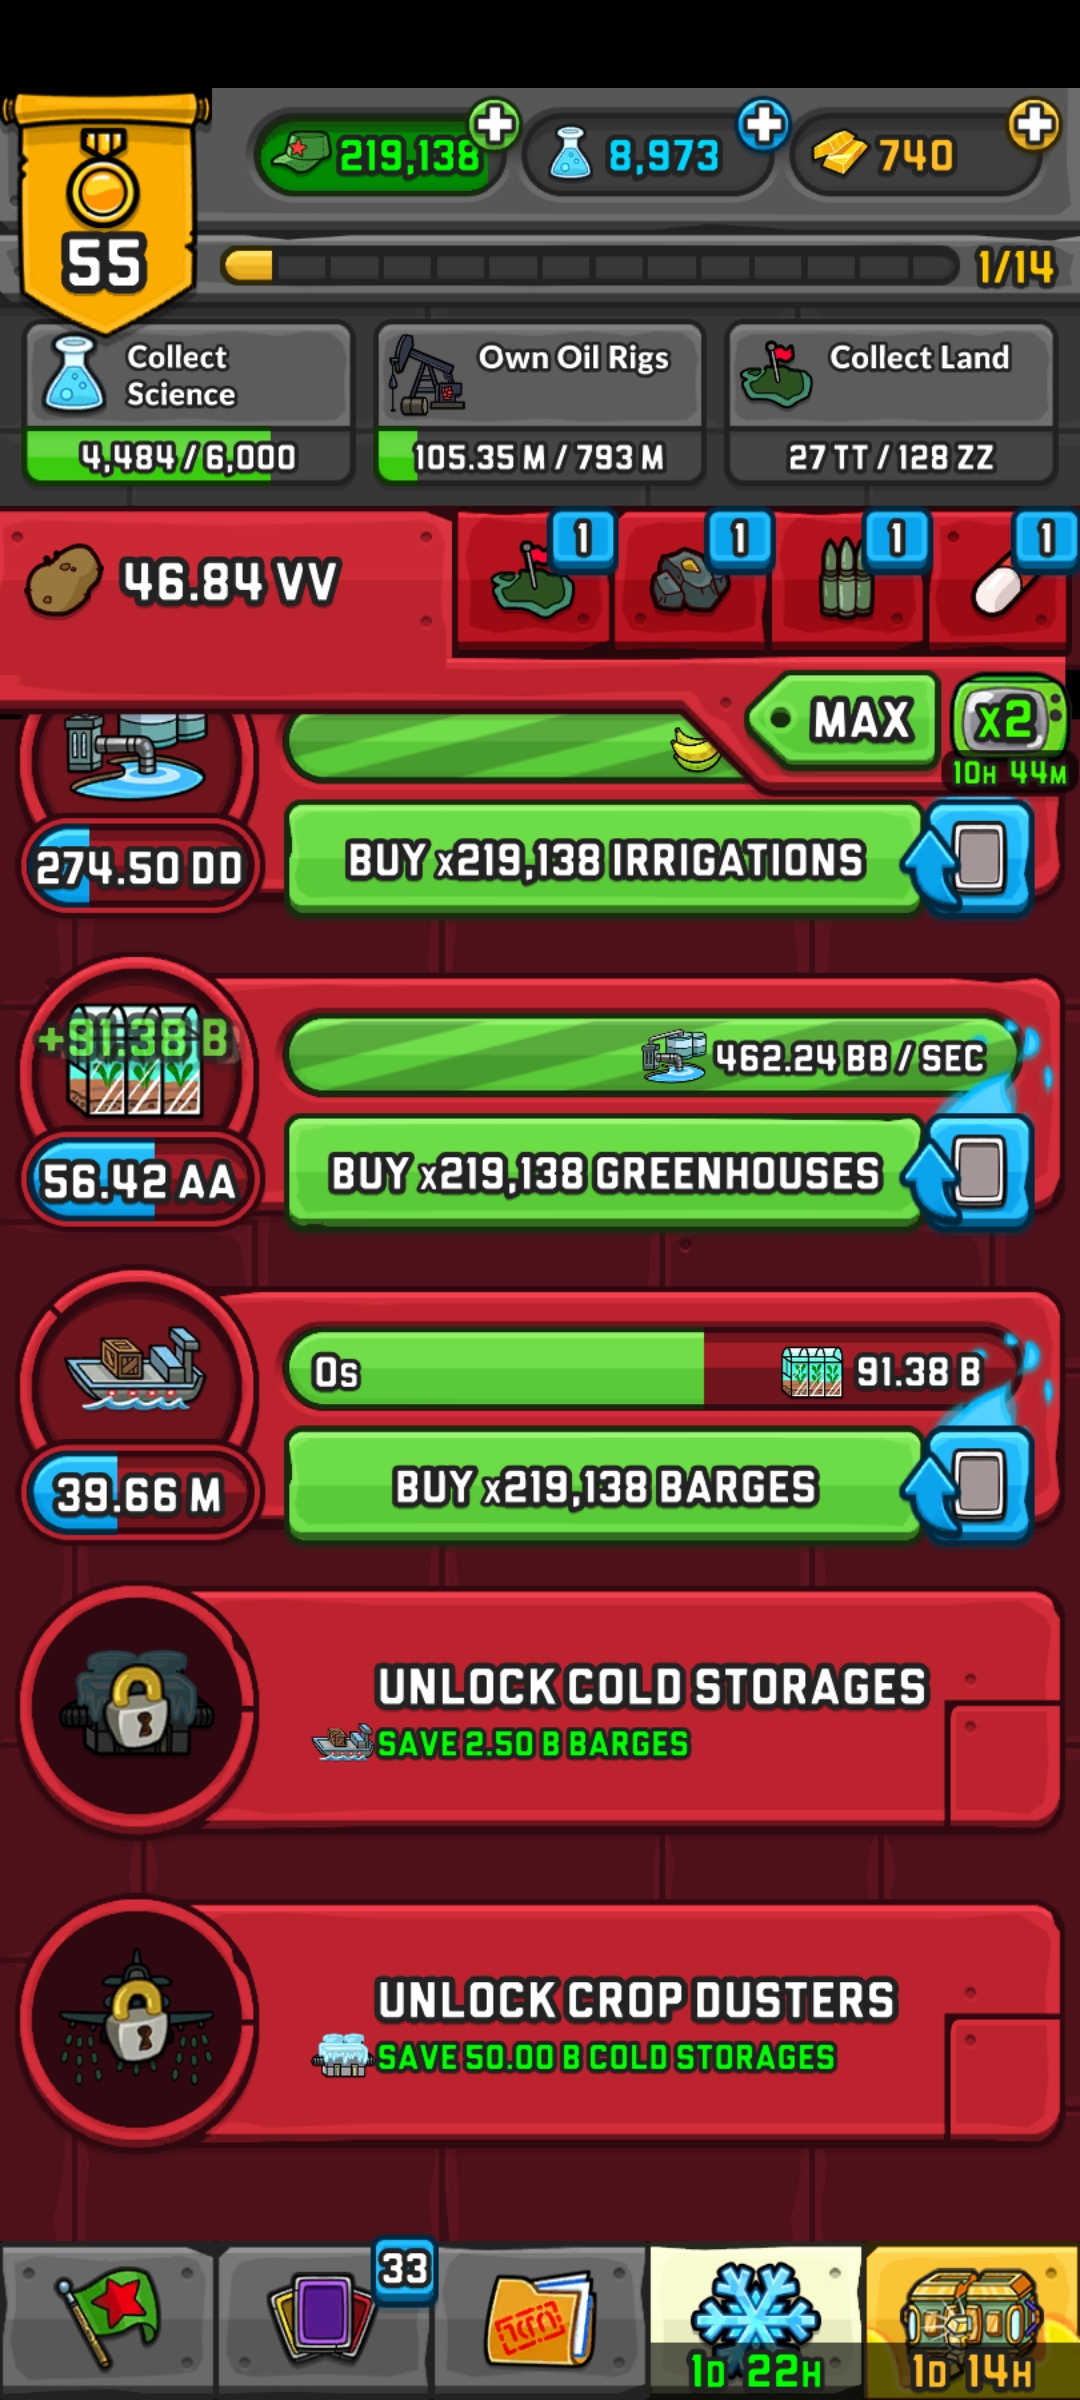 219,138
8,973
740
55
1/14
Collect
Science
Own Oil Rigs
Collect Land
4,484 / 6,000
105.35 M / 793 M
27 TT / 128 ZZ
46.84 VV
1
1
1
1
MAX
x2
10H 44M
274.50 DD
BUY x219,138 IRRIGATIONS
+91.38 B
462.24 BB / SEC
56.42 AA
BUY x219,138 GREENHOUSES
0s
91.38 B
39.66 M
BUY x219,138 BARGES
UNLOCK COLD STORAGES
SAVE 2.50 B BARGES
UNLOCK CROP DUSTERS
SAVE 50.00 B COLD STORAGES
33
1D 22H
1D 14H